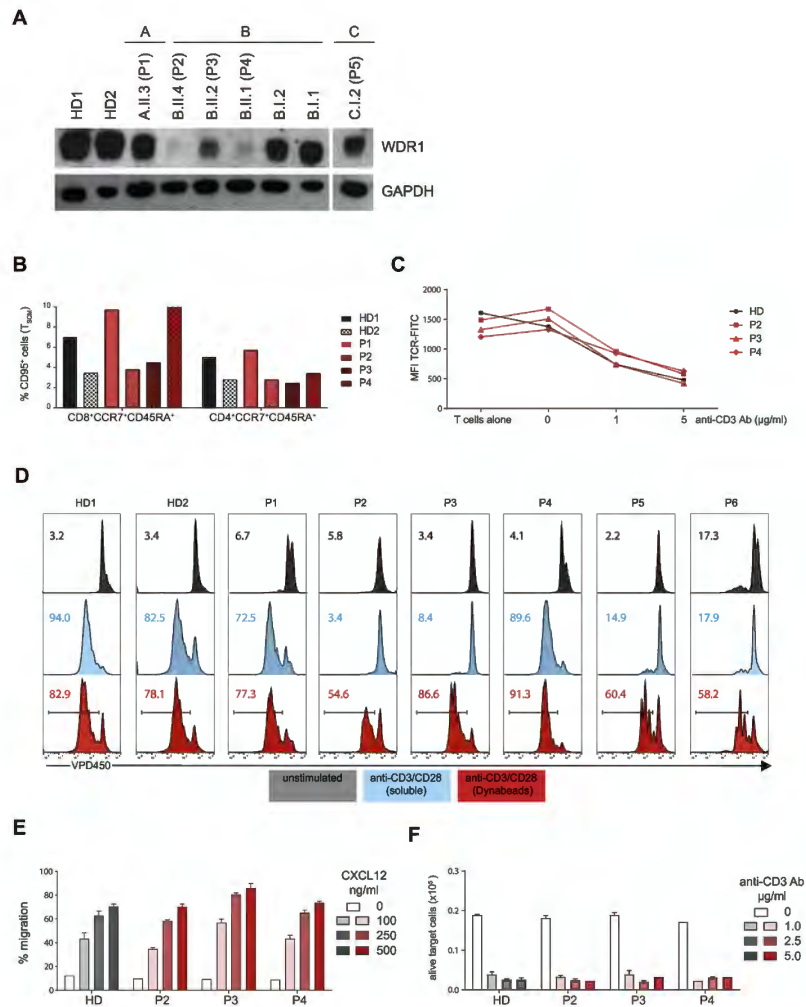 A
A B C
HD1 HD2 A.II.3 (P1) B.II.4 (P2) B.II.2 (P3) B.II.1 (P4) B.I.2 B.I.1 C.I.2 (P5)
WDR1
GAPDH
B
% CD95⁺ cells (T_SCM)
10
8
6
4
2
0
CD8⁺CCR7⁺CD45RA⁺ CD4⁺CCR7⁺CD45RA⁺
HD1
HD2
P1
P2
P3
P4
C
MFI TCR-FITC
2000
1500
1000
500
0
T cells alone 0 1 5 anti-CD3 Ab (µg/ml)
HD
P2
P3
P4
D
HD1 HD2 P1 P2 P3 P4 P5 P6
3.2 3.4 6.7 5.8 3.4 4.1 2.2 17.3
94.0 82.5 72.5 3.4 8.4 89.6 14.9 17.9
82.9 78.1 77.3 54.6 86.6 91.3 60.4 58.2
VPD450
unstimulated anti-CD3/CD28 (soluble) anti-CD3/CD28 (Dynabeads)
E
% migration
100
80
60
40
20
0
HD P2 P3 P4
CXCL12
ng/ml
0
100
250
500
F
alive target cells (x10⁶)
0.3
0.2
0.1
0.0
HD P2 P3 P4
anti-CD3 Ab
µg/ml
0
1.0
2.5
5.0